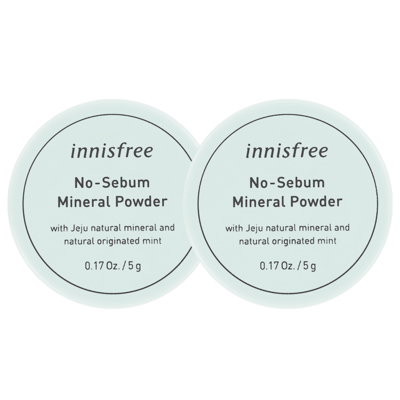 innisfree
No-Sebum
Mineral Powder
with Jeju natural mineral and
natural originated mint
0.17 Oz. / 5 g
innisfree
No-Sebum
Mineral Powder
with Jeju natural mineral and
natural originated mint
0.17 Oz. / 5 g